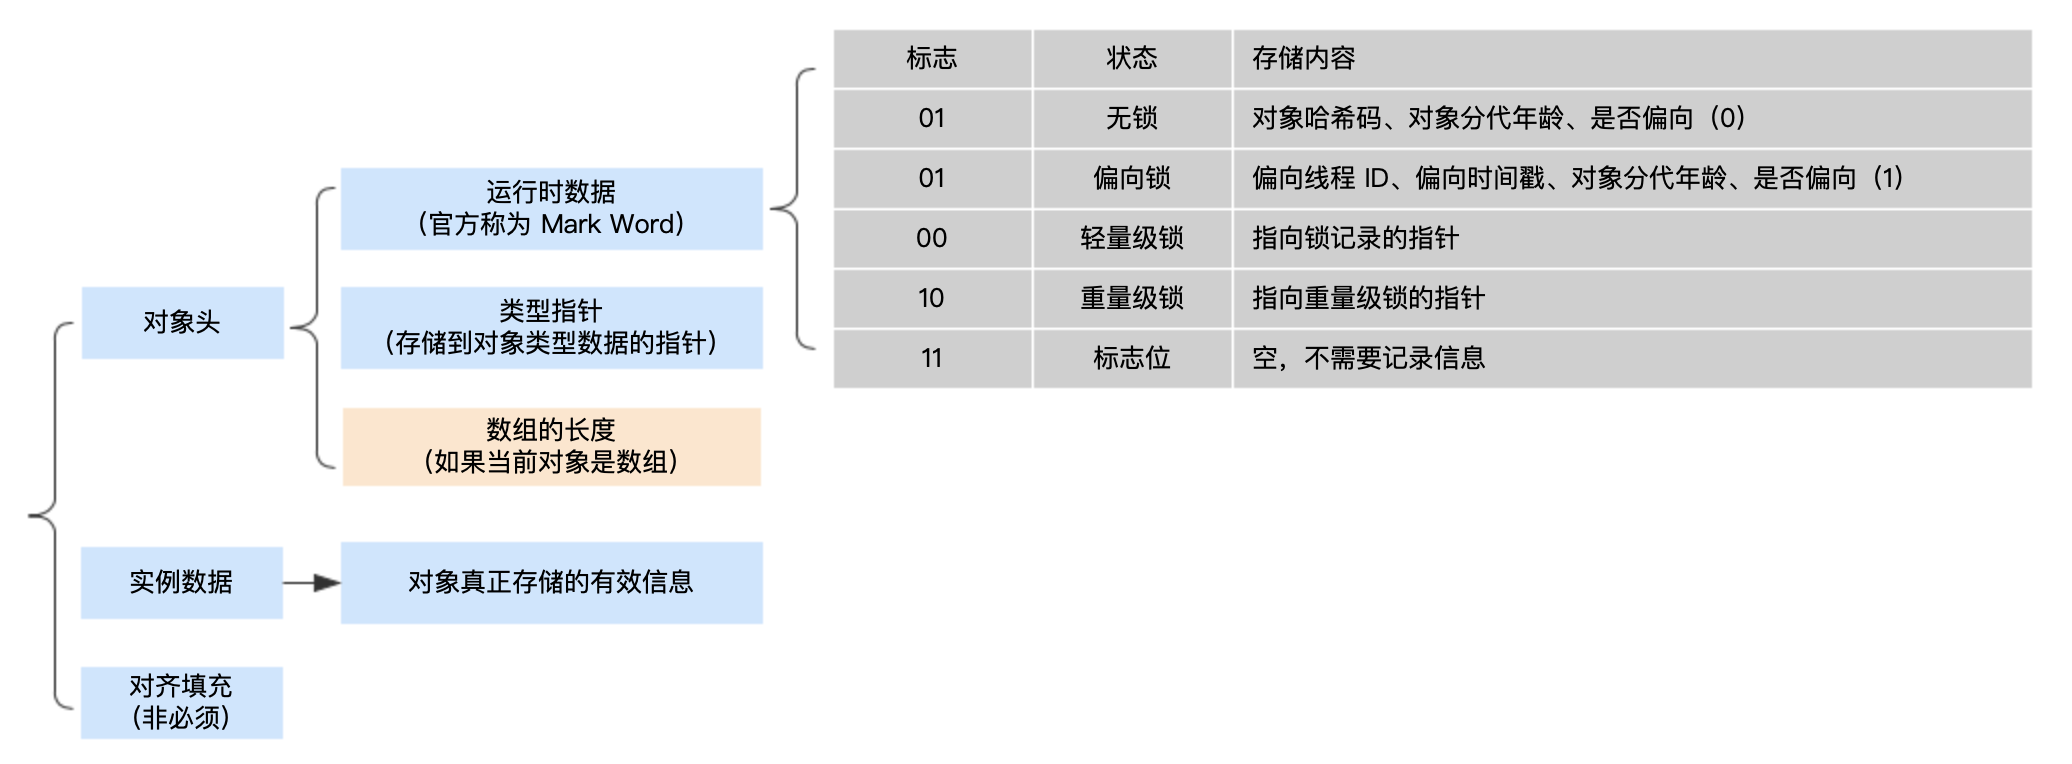 对象头
运行时数据
（官方称为 Mark Word）
类型指针
（存储到对象类型数据的指针）
数组的长度
（如果当前对象是数组）
标志 状态 存储内容
01 无锁 对象哈希码、对象分代年龄、是否偏向（0）
01 偏向锁 偏向线程 ID、偏向时间戳、对象分代年龄、是否偏向（1）
00 轻量级锁 指向锁记录的指针
10 重量级锁 指向重量级锁的指针
11 标志位 空，不需要记录信息
实例数据
对象真正存储的有效信息
对齐填充
（非必须）